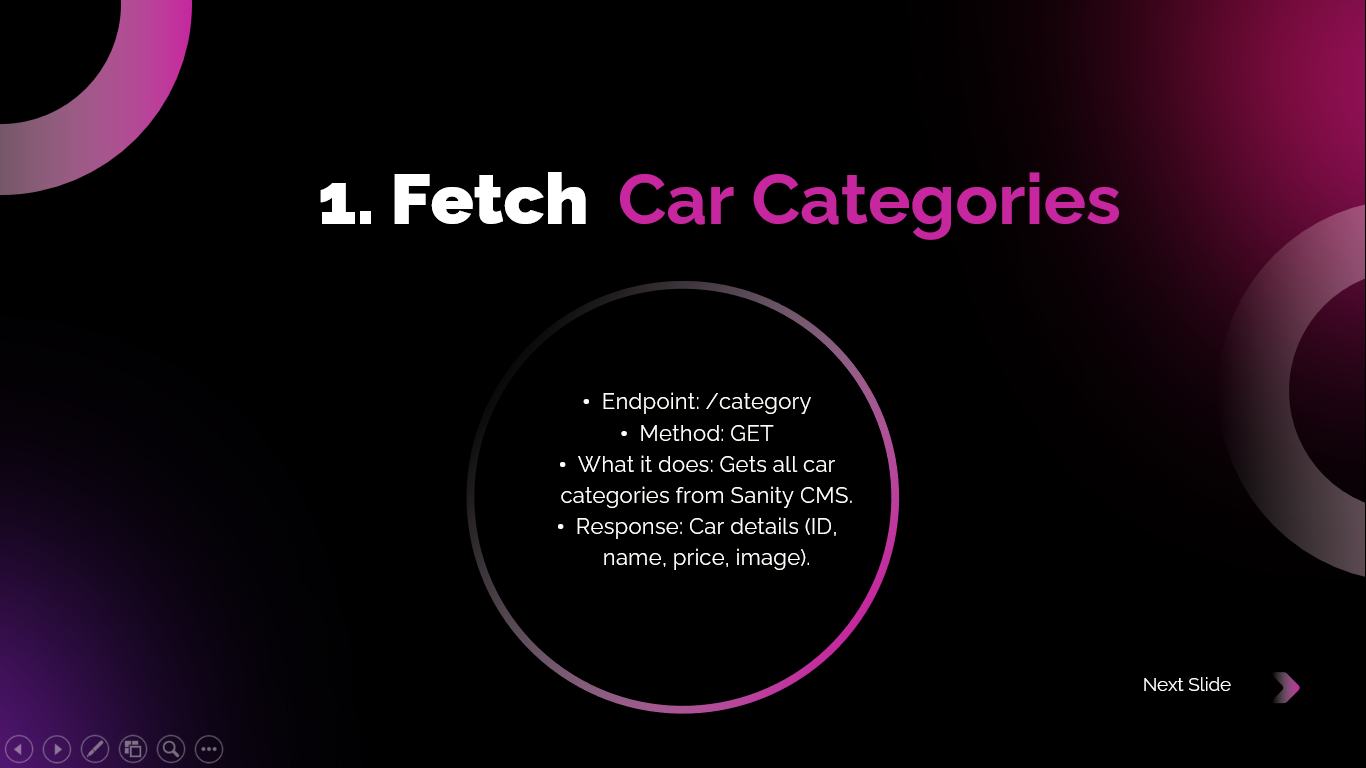 1. Fetch Car Categories
• Endpoint: /category
• Method: GET
• What it does: Gets all car
categories from Sanity CMS.
• Response: Car details (ID,
name, price, image).
Next Slide